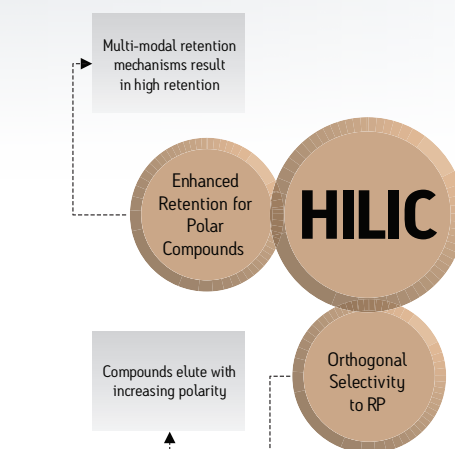 Multi-modal retention
mechanisms result
in high retention
Enhanced
Retention for
Polar
Compounds
HILIC
Compounds elute with
increasing polarity
Orthogonal
Selectivity
to RP